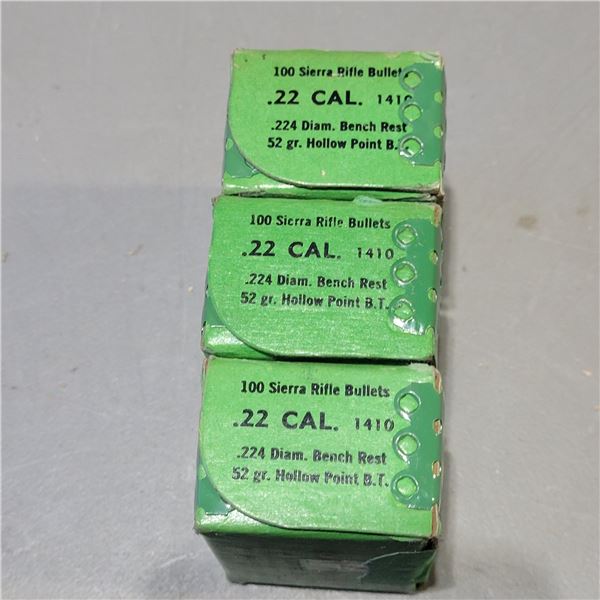 100 Sierra Rifle Bullets
.22 CAL. 1410
.224 Diam. Bench Rest
52 gr. Hollow Point B.T.
100 Sierra Rifle Bullets
.22 CAL. 1410
.224 Diam. Bench Rest
52 gr. Hollow Point B.T.
100 Sierra Rifle Bullets
.22 CAL. 1410
.224 Diam. Bench Rest
52 gr. Hollow Point B.T.